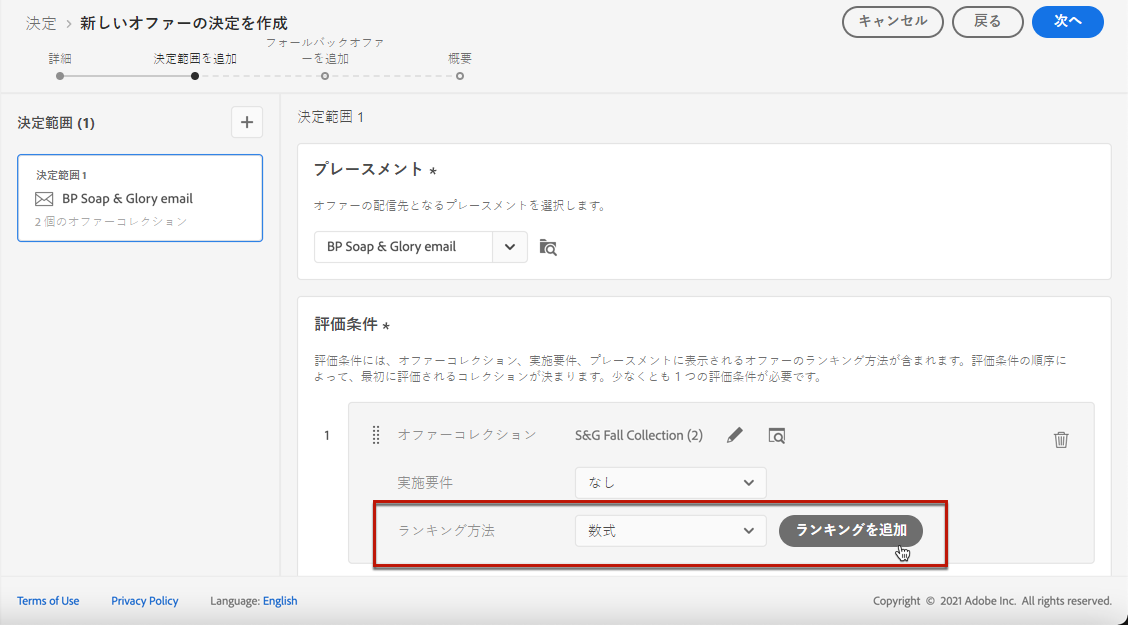 決定 > 新しいオファーの決定を作成
キャンセル
戻る
次へ
詳細
決定範囲を追加
フォールバックオファ
ーを追加
概要
決定範囲 (1)
+
決定範囲 1
BP Soap & Glory email
2 個のオファーコレクション
決定範囲 1
プレースメント *
オファーの配信先となるプレースメントを選択します。
BP Soap & Glory email
評価条件 *
評価条件には、オファーコレクション、実施要件、プレースメントに表示されるオファーのランキング方法が含まれます。評価条件の順序に
よって、最初に評価されるコレクションが決まります。少なくとも 1 つの評価条件が必要です。
1
オファーコレクション
S&G Fall Collection (2)
実施要件
なし
ランキング方法
数式
ランキングを追加
Terms of Use
Privacy Policy
Language: English
Copyright © 2021 Adobe Inc. All rights reserved.